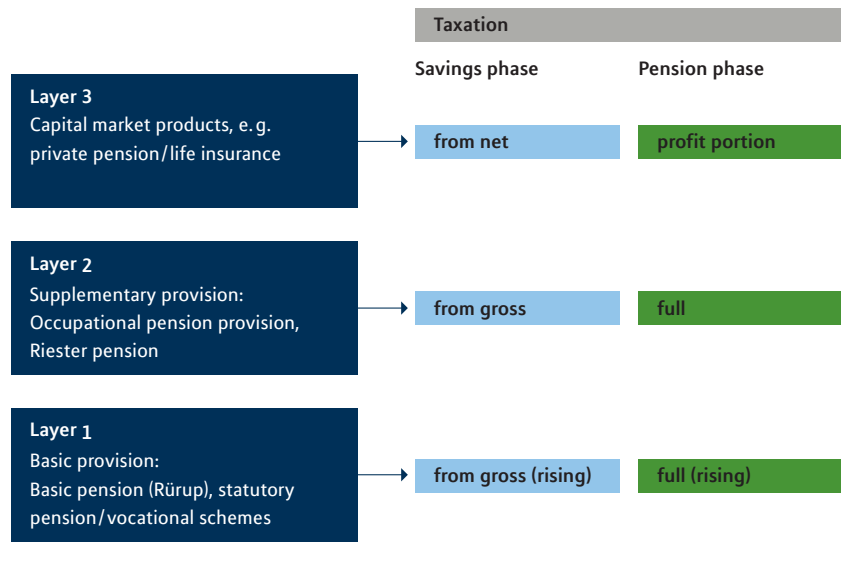 Taxation
Savings phase
Pension phase
Layer 3
Capital market products, e. g.
private pension/life insurance
from net
profit portion
Layer 2
Supplementary provision:
Occupational pension provision,
Riester pension
from gross
full
Layer 1
Basic provision:
Basic pension (Rürup), statutory
pension/vocational schemes
from gross (rising)
full (rising)